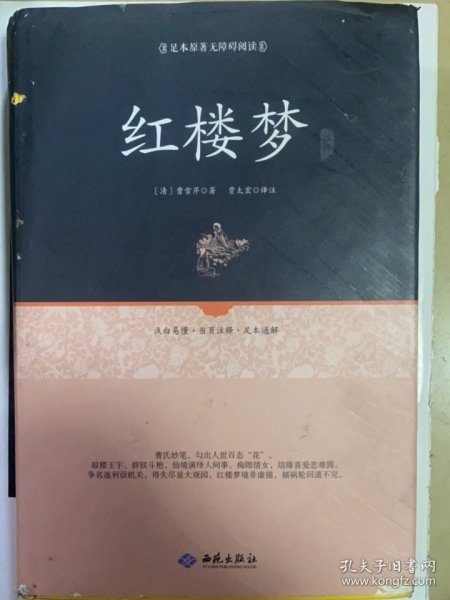 足本原著无障碍阅读
红楼梦
［清］曹雪芹◎著 贾太宏◎译注
浅白易懂·当页注释·足本通解
曹氏妙笔，勾出人世百态“花”。
琼楼玉宇，群钗斗艳，仙境演绎人间事。痴郎情女，结缘喜爱悲难圆。
争名逐利设机关，得失尽显大观园。红楼梦境非虚描，福祸轮回道不完。
西苑出版社
XIYUAN PUBLISHING HOUSE
孔夫子旧书网
www.kongfz.com